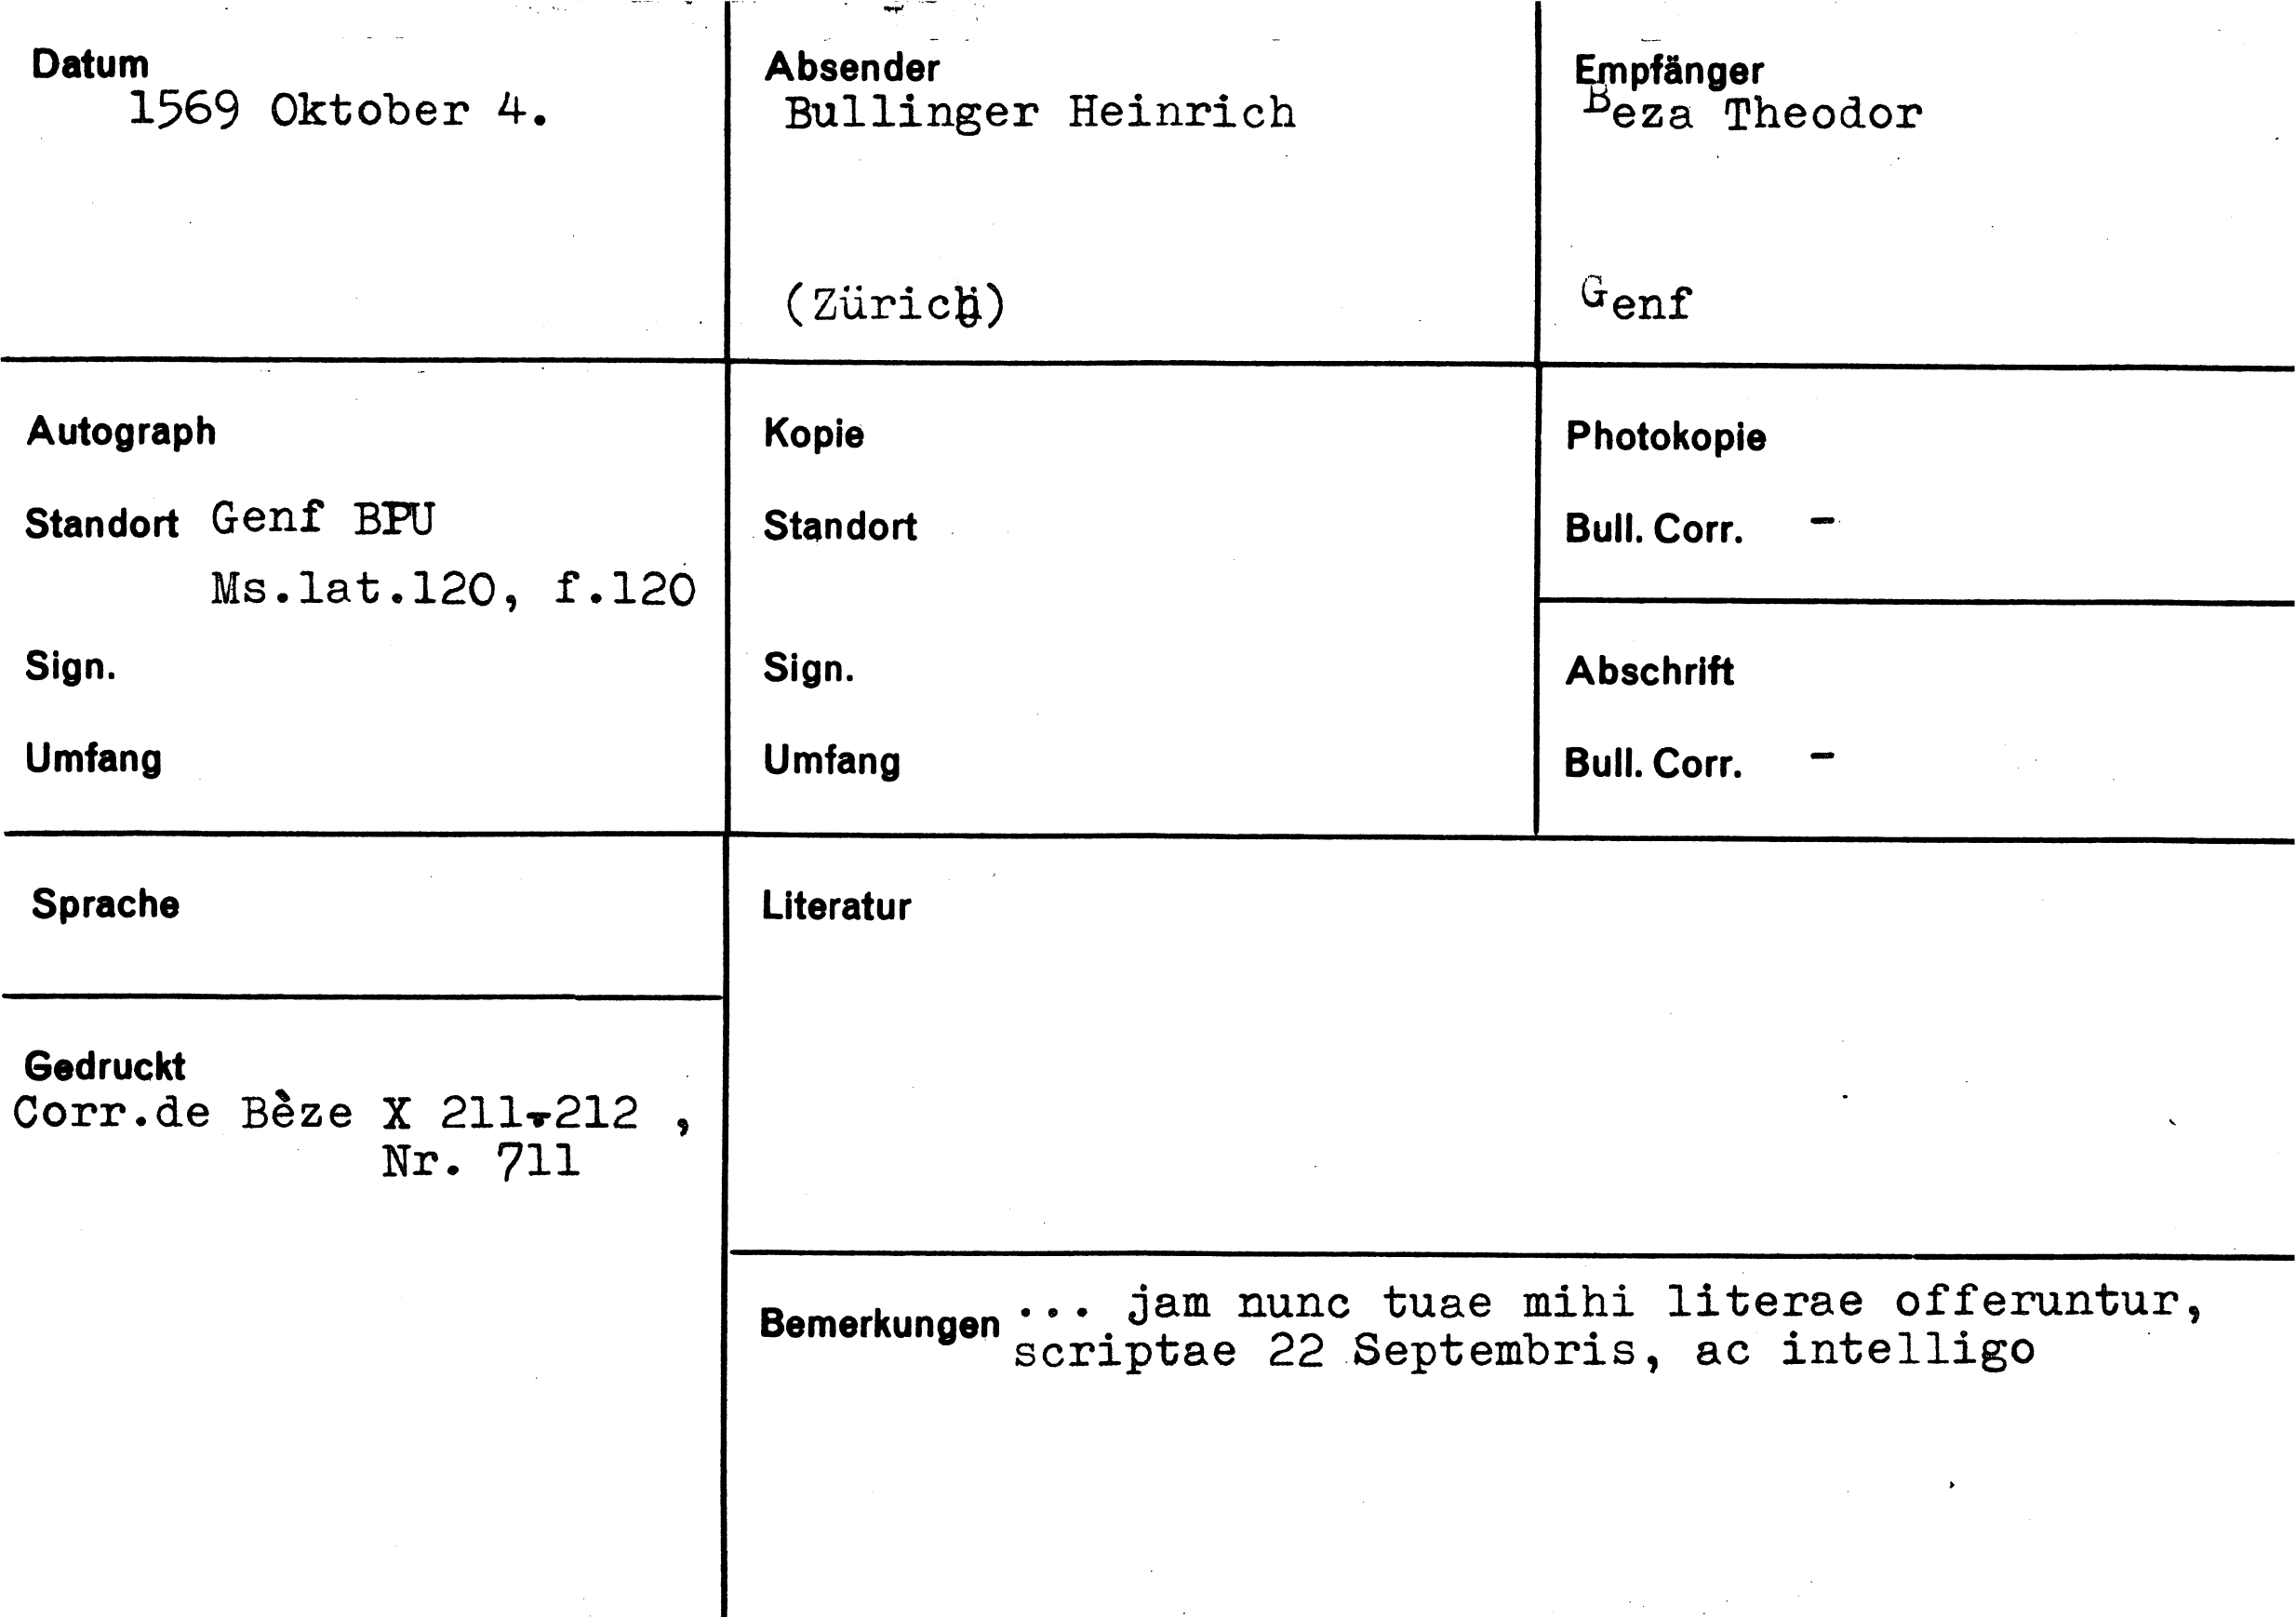 Datum
1569 Oktober 4.
Absender
Bullinger Heinrich
(Zürich)
Empfänger
Beza Theodor
Genf
Autograph
Standort Genf BPU
Ms.lat.120, f.120
Sign.
Umfang
Kopie
Standort
Sign.
Umfang
Photokopie
Bull. Corr. -
Abschrift
Bull. Corr. -
Sprache
Gedruckt
Corr.de Bèze X 211-212 ,
Nr. 711
Literatur
Bemerkungen ... jam nunc tuae mihi literae offeruntur,
scriptae 22 Septembris, ac intelligo